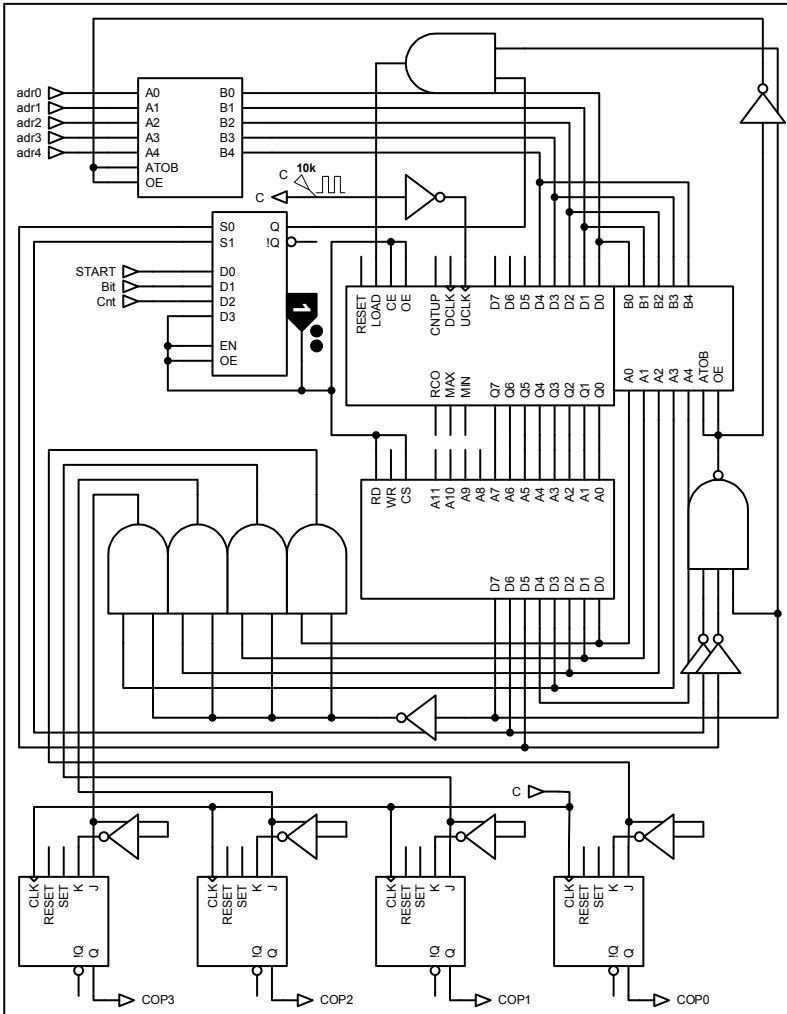 adr0
adr1
adr2
adr3
adr4
A0
A1
A2
A3
A4
ATOB
OE
B0
B1
B2
B3
B4
C
10k
C
S0
S1
D0
D1
D2
D3
EN
OE
Q
!Q
START
Bit
Cnt
1
RESET
LOAD
CE
OE
CNTUP
DCLK
UCLK
D7
D6
D5
D4
D3
D2
D1
D0
RCO
MAX
MIN
Q7
Q6
Q5
Q4
Q3
Q2
Q1
Q0
B0
B1
B2
B3
B4
A0
A1
A2
A3
A4
ATOB
OE
RD
WR
CS
A11
A10
A9
A8
A7
A6
A5
A4
A3
A2
A1
A0
D7
D6
D5
D4
D3
D2
D1
D0
C
CLK
RESET
SET
K
J
!Q
Q
COP3
CLK
RESET
SET
K
J
!Q
Q
COP2
CLK
RESET
SET
K
J
!Q
Q
COP1
CLK
RESET
SET
K
J
!Q
Q
COP0